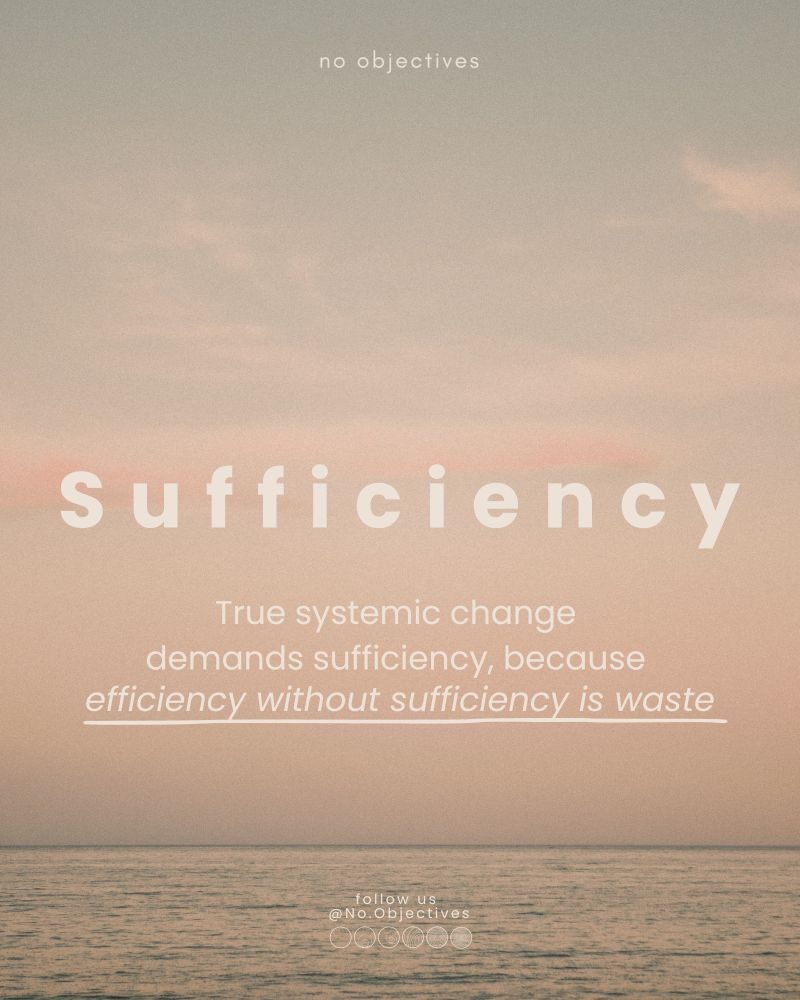 no objectives
Sufficiency
True systemic change
demands sufficiency, because
efficiency without sufficiency is waste
follow us
@No.Objectives